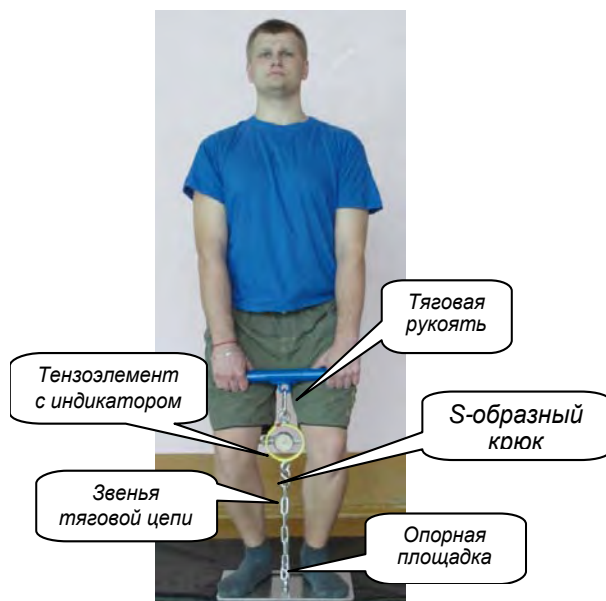 Тяговая
рукоять
Тензоэлемент
с индикатором
S-образный
крюк
Звенья
тяговой цепи
Опорная
площадка